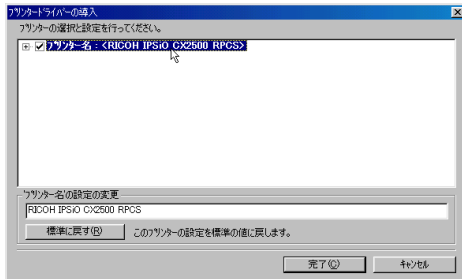 プリンタードライバーの導入
プリンターの選択と設定を行ってください。
プリンター名 : <RICOH IPSiO CX2500 RPCS>
'プリンター名'の設定の変更
RICOH IPSiO CX2500 RPCS
標準に戻す(R)
このプリンターの設定を標準の値に戻します。
完了(C)
キャンセル